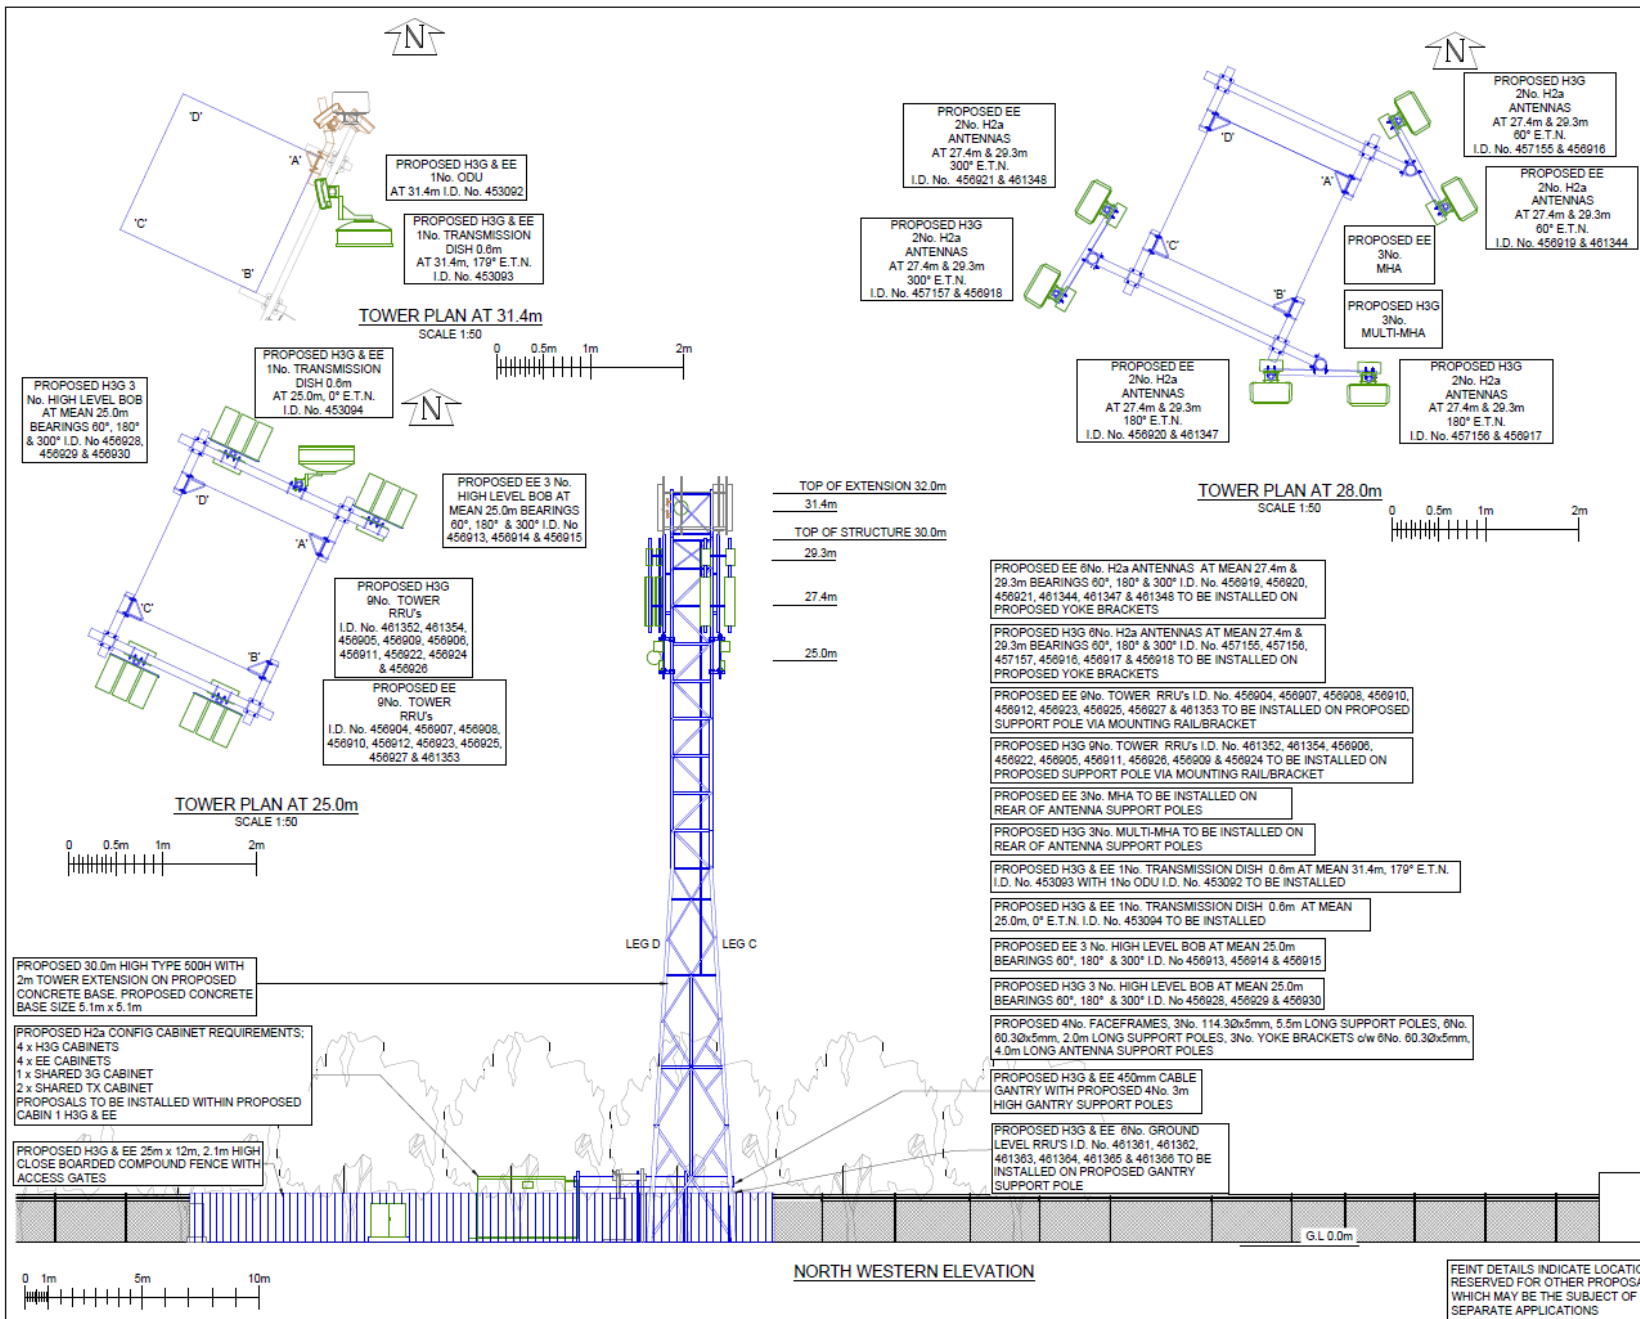 N
'D'
'A'
'C'
'B'
PROPOSED H3G & EE
1No. ODU
AT 31.4m I.D. No. 453092
PROPOSED H3G & EE
1No. TRANSMISSION
DISH 0.6m
AT 31.4m, 179° E.T.N.
I.D. No. 453093
TOWER PLAN AT 31.4m
SCALE 1:50
0 0.5m 1m 2m
N
PROPOSED EE
2No. H2a
ANTENNAS
AT 27.4m & 29.3m
300° E.T.N.
I.D. No. 456921 & 461348
PROPOSED H3G
2No. H2a
ANTENNAS
AT 27.4m & 29.3m
300° E.T.N.
I.D. No. 457157 & 456918
PROPOSED H3G
2No. H2a
ANTENNAS
AT 27.4m & 29.3m
60° E.T.N.
I.D. No. 457155 & 456916
PROPOSED EE
2No. H2a
ANTENNAS
AT 27.4m & 29.3m
60° E.T.N.
I.D. No. 456919 & 461344
'D'
'A'
'C'
'B'
PROPOSED EE
3No.
MHA
PROPOSED H3G
3No.
MULTI-MHA
PROPOSED EE
2No. H2a
ANTENNAS
AT 27.4m & 29.3m
180° E.T.N.
I.D. No. 456920 & 461347
PROPOSED H3G
2No. H2a
ANTENNAS
AT 27.4m & 29.3m
180° E.T.N.
I.D. No. 457156 & 456917
TOWER PLAN AT 28.0m
SCALE 1:50
0 0.5m 1m 2m
PROPOSED H3G 3
No. HIGH LEVEL BOB
AT MEAN 25.0m
BEARINGS 60°, 180°
& 300° I.D. No 456928,
456929 & 456930
PROPOSED H3G & EE
1No. TRANSMISSION
DISH 0.6m
AT 25.0m, 0° E.T.N.
I.D. No. 453094
N
PROPOSED EE 3 No.
HIGH LEVEL BOB AT
MEAN 25.0m BEARINGS
60°, 180° & 300° I.D. No
456913, 456914 & 456915
'D'
'A'
'C'
'B'
PROPOSED H3G
9No. TOWER
RRU's
I.D. No. 461352, 461354,
456905, 456909, 456906,
456911, 456922, 456924
& 456926
PROPOSED EE
9No. TOWER
RRU's
I.D. No. 456904, 456907, 456908,
456910, 456912, 456923, 456925,
456927 & 461353
TOWER PLAN AT 25.0m
SCALE 1:50
0 0.5m 1m 2m
TOP OF EXTENSION 32.0m
31.4m
TOP OF STRUCTURE 30.0m
29.3m
27.4m
25.0m
LEG D
LEG C
PROPOSED EE 6No. H2a ANTENNAS AT MEAN 27.4m &
29.3m BEARINGS 60°, 180° & 300° I.D. No. 456919, 456920,
456921, 461344, 461347 & 461348 TO BE INSTALLED ON
PROPOSED YOKE BRACKETS
PROPOSED H3G 6No. H2a ANTENNAS AT MEAN 27.4m &
29.3m BEARINGS 60°, 180° & 300° I.D. No. 457155, 457156,
457157, 456916, 456917 & 456918 TO BE INSTALLED ON
PROPOSED YOKE BRACKETS
PROPOSED EE 9No. TOWER RRU's I.D. No. 456904, 456907, 456908, 456910,
456912, 456923, 456925, 456927 & 461353 TO BE INSTALLED ON PROPOSED
SUPPORT POLE VIA MOUNTING RAIL/BRACKET
PROPOSED H3G 9No. TOWER RRU's I.D. No. 461352, 461354, 456906,
456922, 456905, 456911, 456926, 456909 & 456924 TO BE INSTALLED ON
PROPOSED SUPPORT POLE VIA MOUNTING RAIL/BRACKET
PROPOSED EE 3No. MHA TO BE INSTALLED ON
REAR OF ANTENNA SUPPORT POLES
PROPOSED H3G 3No. MULTI-MHA TO BE INSTALLED ON
REAR OF ANTENNA SUPPORT POLES
PROPOSED H3G & EE 1No. TRANSMISSION DISH 0.6m AT MEAN 31.4m, 179° E.T.N.
I.D. No. 453093 WITH 1No ODU I.D. No. 453092 TO BE INSTALLED
PROPOSED H3G & EE 1No. TRANSMISSION DISH 0.6m AT MEAN
25.0m, 0° E.T.N. I.D. No. 453094 TO BE INSTALLED
PROPOSED EE 3 No. HIGH LEVEL BOB AT MEAN 25.0m
BEARINGS 60°, 180° & 300° I.D. No 456913, 456914 & 456915
PROPOSED H3G 3 No. HIGH LEVEL BOB AT MEAN 25.0m
BEARINGS 60°, 180° & 300° I.D. No 456928, 456929 & 456930
PROPOSED 4No. FACEFRAMES, 3No. 114.3Øx5mm, 5.5m LONG SUPPORT POLES, 6No.
60.3Øx5mm, 2.0m LONG SUPPORT POLES, 3No. YOKE BRACKETS c/w 6No. 60.3Øx5mm,
4.0m LONG ANTENNA SUPPORT POLES
PROPOSED H3G & EE 450mm CABLE
GANTRY WITH PROPOSED 4No. 3m
HIGH GANTRY SUPPORT POLES
PROPOSED H3G & EE 6No. GROUND
LEVEL RRU'S I.D. No. 461361, 461362,
461363, 461364, 461365 & 461366 TO BE
INSTALLED ON PROPOSED GANTRY
SUPPORT POLE
PROPOSED 30.0m HIGH TYPE 500H WITH
2m TOWER EXTENSION ON PROPOSED
CONCRETE BASE. PROPOSED CONCRETE
BASE SIZE 5.1m x 5.1m
PROPOSED H2a CONFIG CABINET REQUIREMENTS;
4 x H3G CABINETS
4 x EE CABINETS
1 x SHARED 3G CABINET
2 x SHARED TX CABINET
PROPOSALS TO BE INSTALLED WITHIN PROPOSED
CABIN 1 H3G & EE
PROPOSED H3G & EE 25m x 12m, 2.1m HIGH
CLOSE BOARDED COMPOUND FENCE WITH
ACCESS GATES
G.L 0.0m
0 1m 5m 10m
NORTH WESTERN ELEVATION
FEINT DETAILS INDICATE LOCATIO
RESERVED FOR OTHER PROPOSA
WHICH MAY BE THE SUBJECT OF
SEPARATE APPLICATIONS